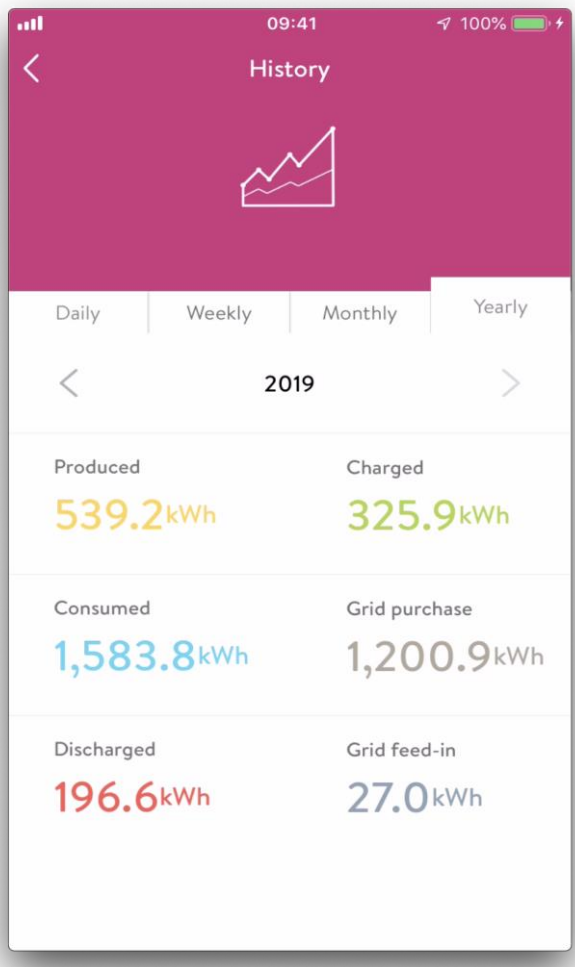 09:41
100%
History
Daily
Weekly
Monthly
Yearly
2019
Produced
Charged
539.2kWh
325.9kWh
Consumed
Grid purchase
1,583.8kWh
1,200.9kWh
Discharged
Grid feed-in
196.6kWh
27.0kWh